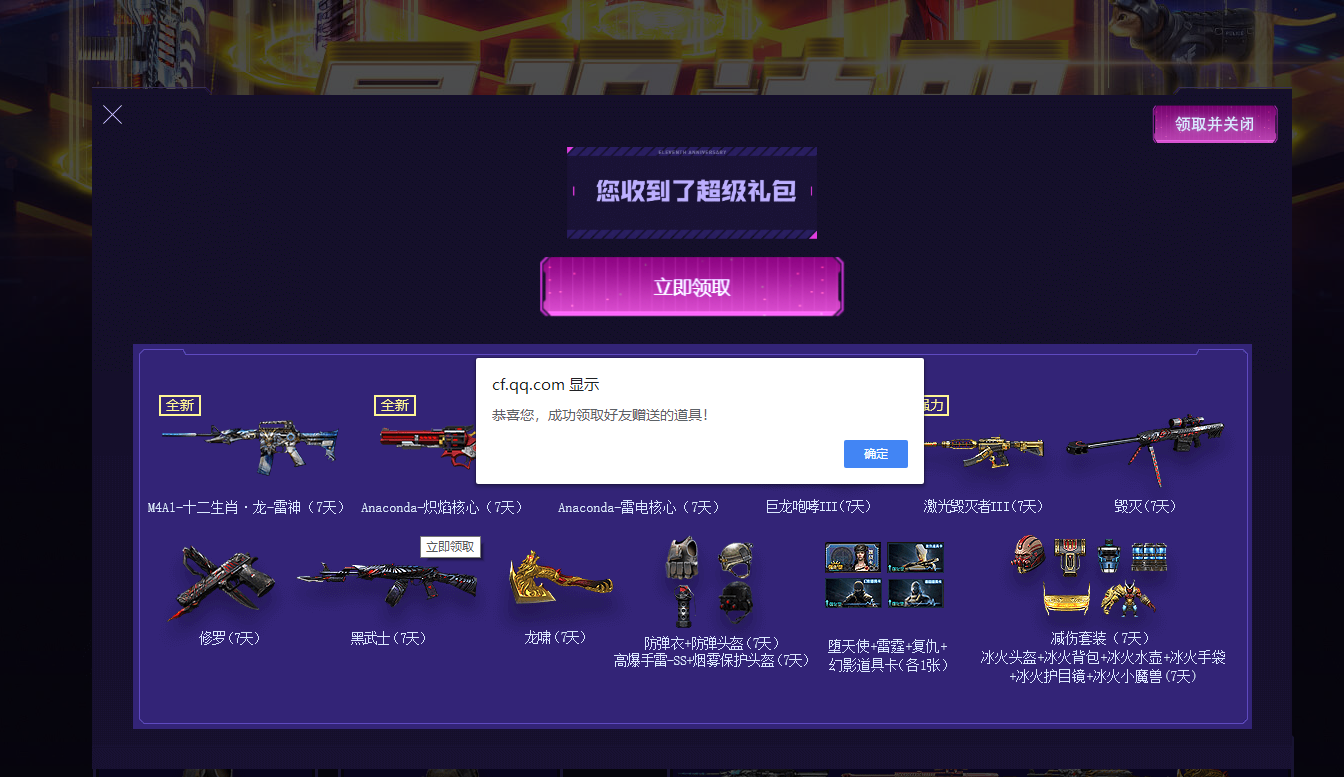 POLICE
领取并关闭
ELEVENTH ANNIVERSARY
您收到了超级礼包
立即领取
cf.qq.com 显示
恭喜您，成功领取好友赠送的道具！
确定
全新
全新
强力
M4A1-十二生肖·龙-雷神（7天）
Anaconda-炽焰核心（7天）
Anaconda-雷电核心（7天）
巨龙咆哮III（7天）
激光毁灭者III（7天）
毁灭（7天）
立即领取
修罗（7天）
黑武士（7天）
龙啸（7天）
防弹衣+防弹头盔（7天）
高爆手雷-SS+烟雾保护头盔（7天）
堕天使+雷霆+复仇+
幻影道具卡（各1张）
减伤套装（7天）
冰火头盔+冰火背包+冰火水壶+冰火手袋
+冰火护目镜+冰火小魔兽（7天）